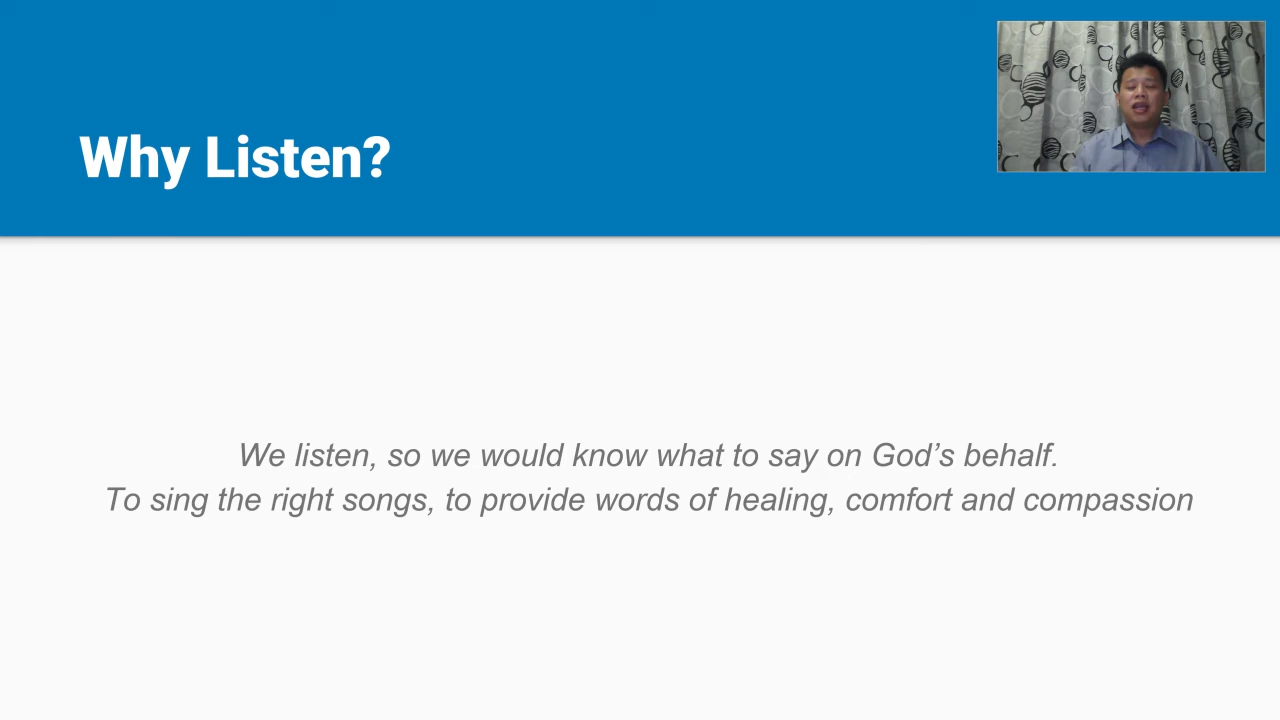 Why Listen?
We listen, so we would know what to say on God’s behalf.
To sing the right songs, to provide words of healing, comfort and compassion